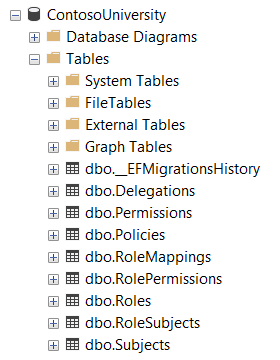 ContosoUniversity
Database Diagrams
Tables
System Tables
FileTables
External Tables
Graph Tables
dbo.__EFMigrationsHistory
dbo.Delegations
dbo.Permissions
dbo.Policies
dbo.RoleMappings
dbo.RolePermissions
dbo.Roles
dbo.RoleSubjects
dbo.Subjects